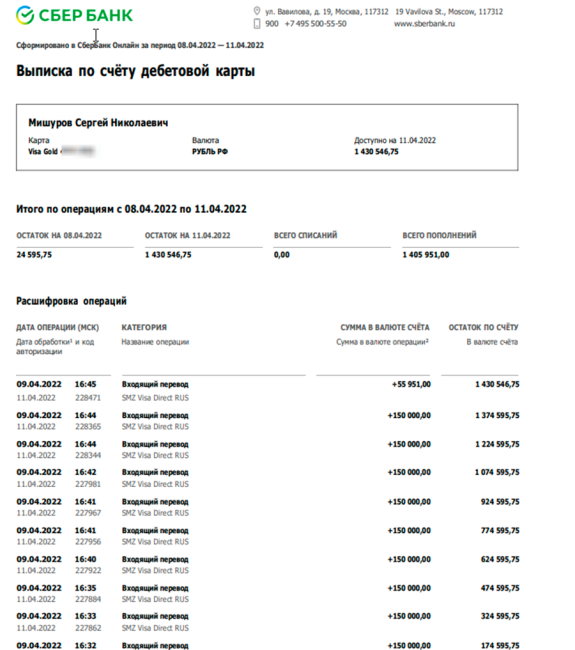 СБЕР БАНК
ул. Вавилова, д. 19, Москва, 117312 19 Vavilova St., Moscow, 117312
900 +7 495 500-55-50 www.sberbank.ru
Сформировано в СберБанк Онлайн за период 08.04.2022 — 11.04.2022
Выписка по счёту дебетовой карты
Мишуров Сергей Николаевич
Карта Валюта Доступно на 11.04.2022
Visa Gold РУБЛЬ РФ 1 430 546,75
Итого по операциям с 08.04.2022 по 11.04.2022
ОСТАТОК НА 08.04.2022 ОСТАТОК НА 11.04.2022 ВСЕГО СПИСАНИЙ ВСЕГО ПОПОЛНЕНИЙ
24 595,75 1 430 546,75 0,00 1 405 951,00
Расшифровка операций
ДАТА ОПЕРАЦИИ (МСК) КАТЕГОРИЯ СУММА В ВАЛЮТЕ СЧЁТА ОСТАТОК ПО СЧЁТУ
Дата обработки¹ и код Название операции Сумма в валюте операции³ В валюте счёта
авторизации
09.04.2022 16:45 Входящий перевод +55 951,00 1 430 546,75
11.04.2022 228471 SMZ Visa Direct RUS
09.04.2022 16:44 Входящий перевод +150 000,00 1 374 595,75
11.04.2022 228365 SMZ Visa Direct RUS
09.04.2022 16:44 Входящий перевод +150 000,00 1 224 595,75
11.04.2022 228344 SMZ Visa Direct RUS
09.04.2022 16:42 Входящий перевод +150 000,00 1 074 595,75
11.04.2022 227981 SMZ Visa Direct RUS
09.04.2022 16:41 Входящий перевод +150 000,00 924 595,75
11.04.2022 227967 SMZ Visa Direct RUS
09.04.2022 16:41 Входящий перевод +150 000,00 774 595,75
11.04.2022 227956 SMZ Visa Direct RUS
09.04.2022 16:40 Входящий перевод +150 000,00 624 595,75
11.04.2022 227922 SMZ Visa Direct RUS
09.04.2022 16:35 Входящий перевод +150 000,00 474 595,75
11.04.2022 227884 SMZ Visa Direct RUS
09.04.2022 16:33 Входящий перевод +150 000,00 324 595,75
11.04.2022 227862 SMZ Visa Direct RUS
09.04.2022 16:32 Входящий перевод +150 000,00 174 595,75